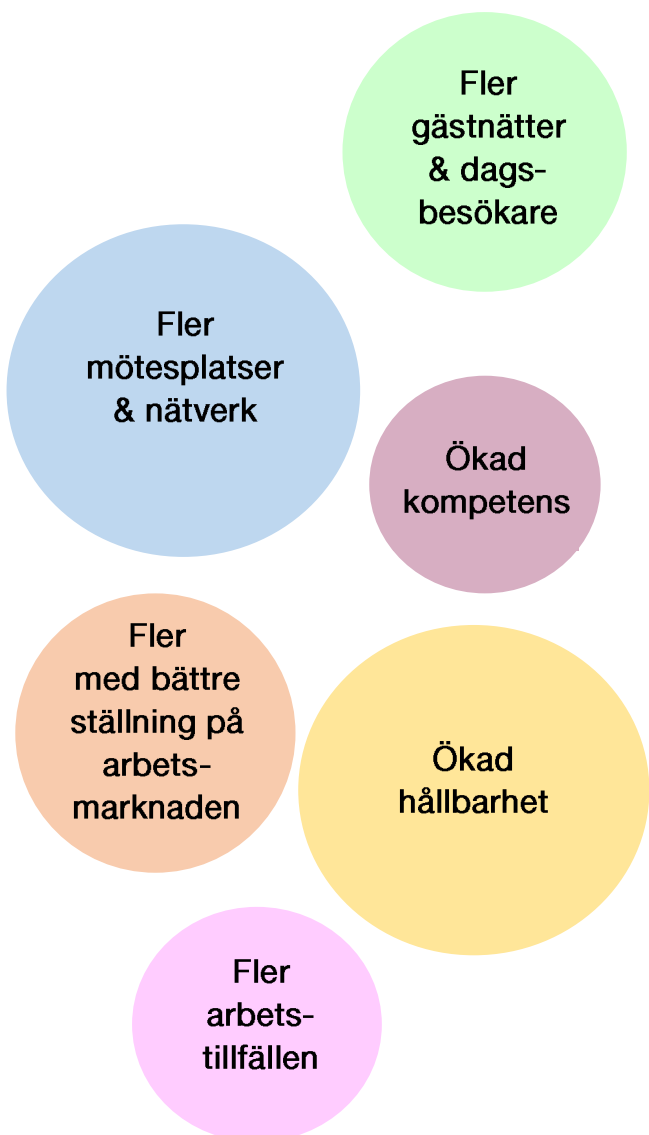 Fler
gästnätter
& dags-
besökare
Fler
mötesplatser
& nätverk
Ökad
kompetens
Fler
med bättre
ställning på
arbets-
marknaden
Ökad
hållbarhet
Fler
arbets-
tillfällen